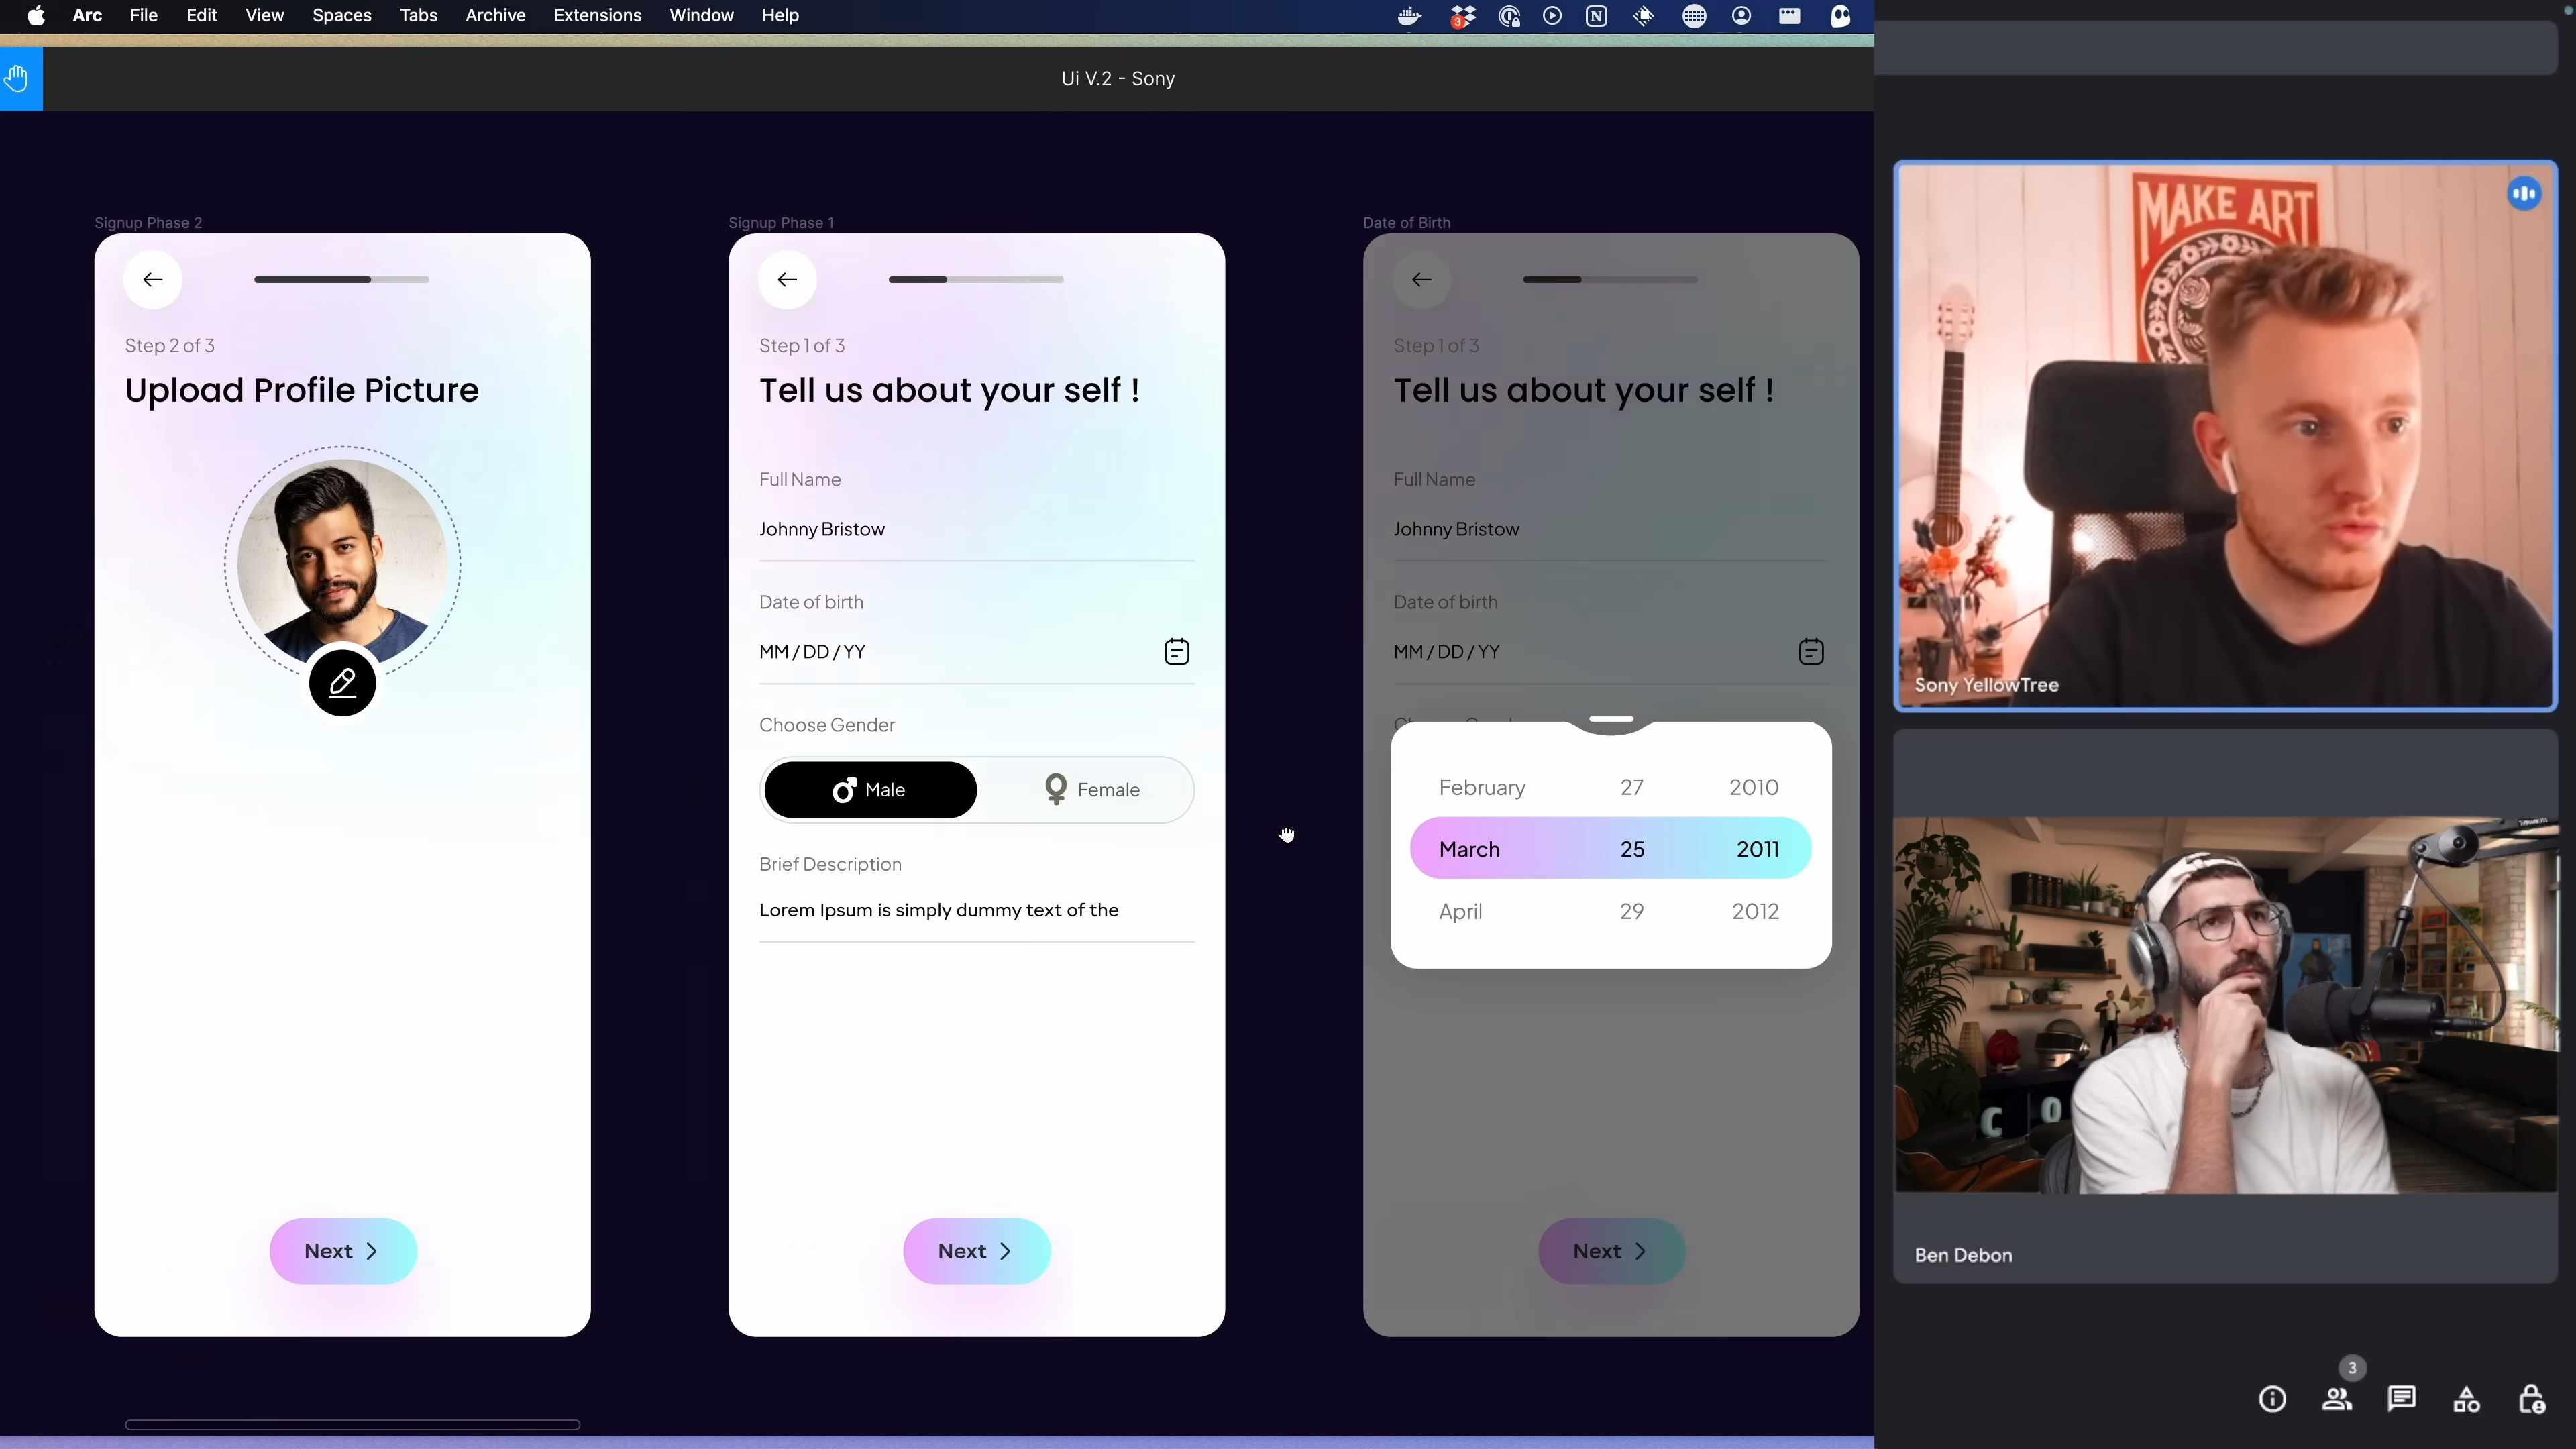 Arc File Edit View Spaces Tabs Archive Extensions Window Help
3
Ui V.2 - Sony
Signup Phase 2
Step 2 of 3
Upload Profile Picture
Next
Signup Phase 1
Step 1 of 3
Tell us about your self !
Full Name
Johnny Bristow
Date of birth
MM / DD / YY
Choose Gender
Male Female
Brief Description
Lorem Ipsum is simply dummy text of the
Next
Date of Birth
Step 1 of 3
Tell us about your self !
Full Name
Johnny Bristow
Date of birth
MM / DD / YY
February 27 2010
March 25 2011
April 29 2012
Next
MAKE ART
Sony YellowTree
C O
Ben Debon
3